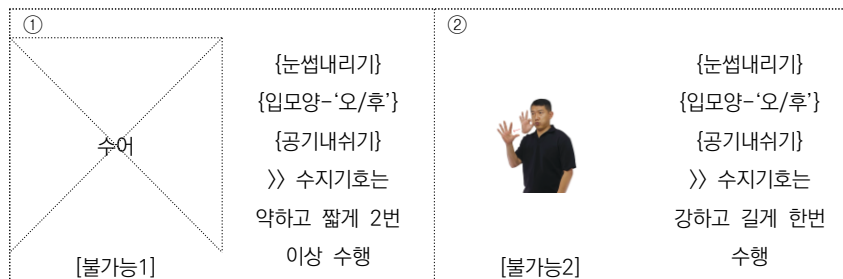 ①
수어
[불가능1]
{눈썹내리기}
{입모양-‘오/후’}
{공기내쉬기}
》 수지기호는
약하고 짧게 2번
이상 수행
②
[불가능2]
{눈썹내리기}
{입모양-‘오/후’}
{공기내쉬기}
》 수지기호는
강하고 길게 한번
수행